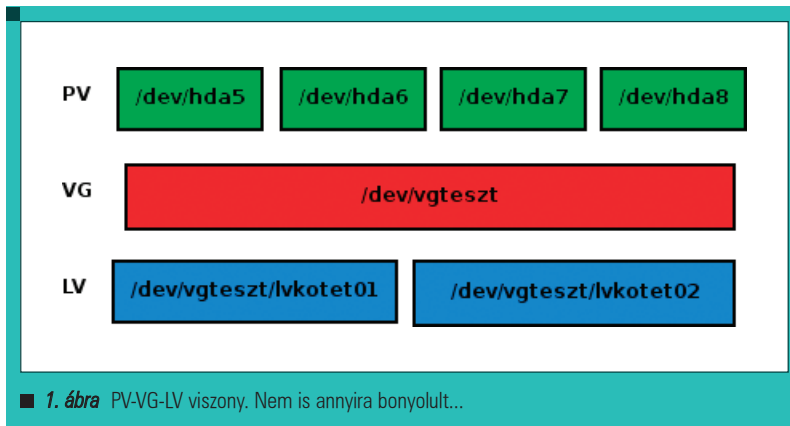 PV /dev/hda5 /dev/hda6 /dev/hda7 /dev/hda8
VG /dev/vgteszt
LV /dev/vgteszt/lvkotet01 /dev/vgteszt/lvkotet02
1. ábra PV-VG-LV viszony. Nem is annyira bonyolult...